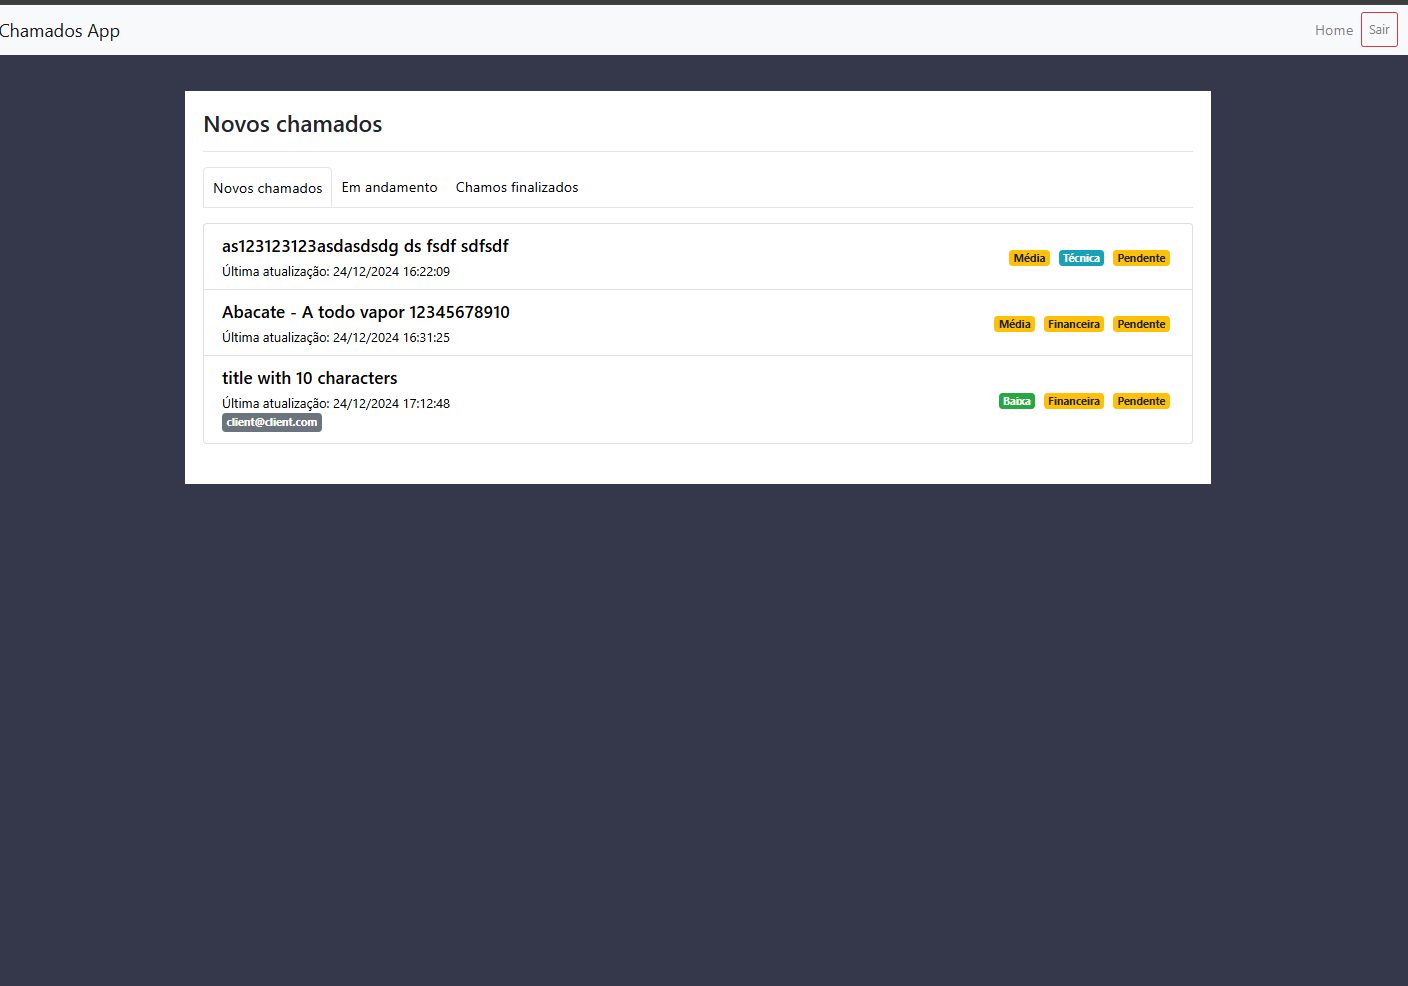 Chamados App
Home
Sair
Novos chamados
Novos chamados
Em andamento
Chamos finalizados
as123123123asdasdsdg ds fsdf sdfsdf
Última atualização: 24/12/2024 16:22:09
Média
Técnica
Pendente
Abacate - A todo vapor 12345678910
Última atualização: 24/12/2024 16:31:25
Média
Financeira
Pendente
title with 10 characters
Última atualização: 24/12/2024 17:12:48
client@client.com
Baixa
Financeira
Pendente